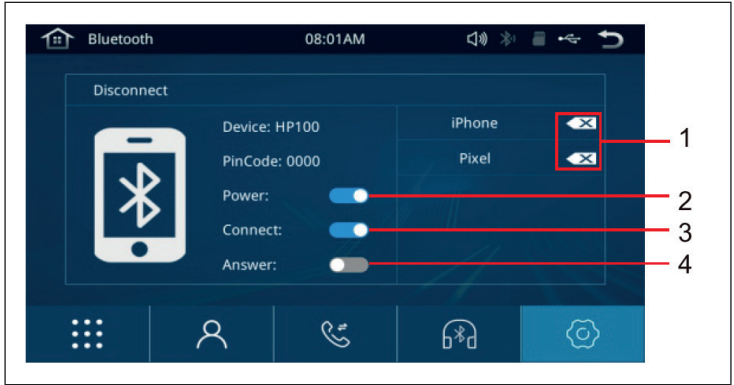 Bluetooth 08:01AM
Disconnect
Device: HP100
PinCode: 0000
Power:
Connect:
Answer:
iPhone
Pixel
1
2
3
4